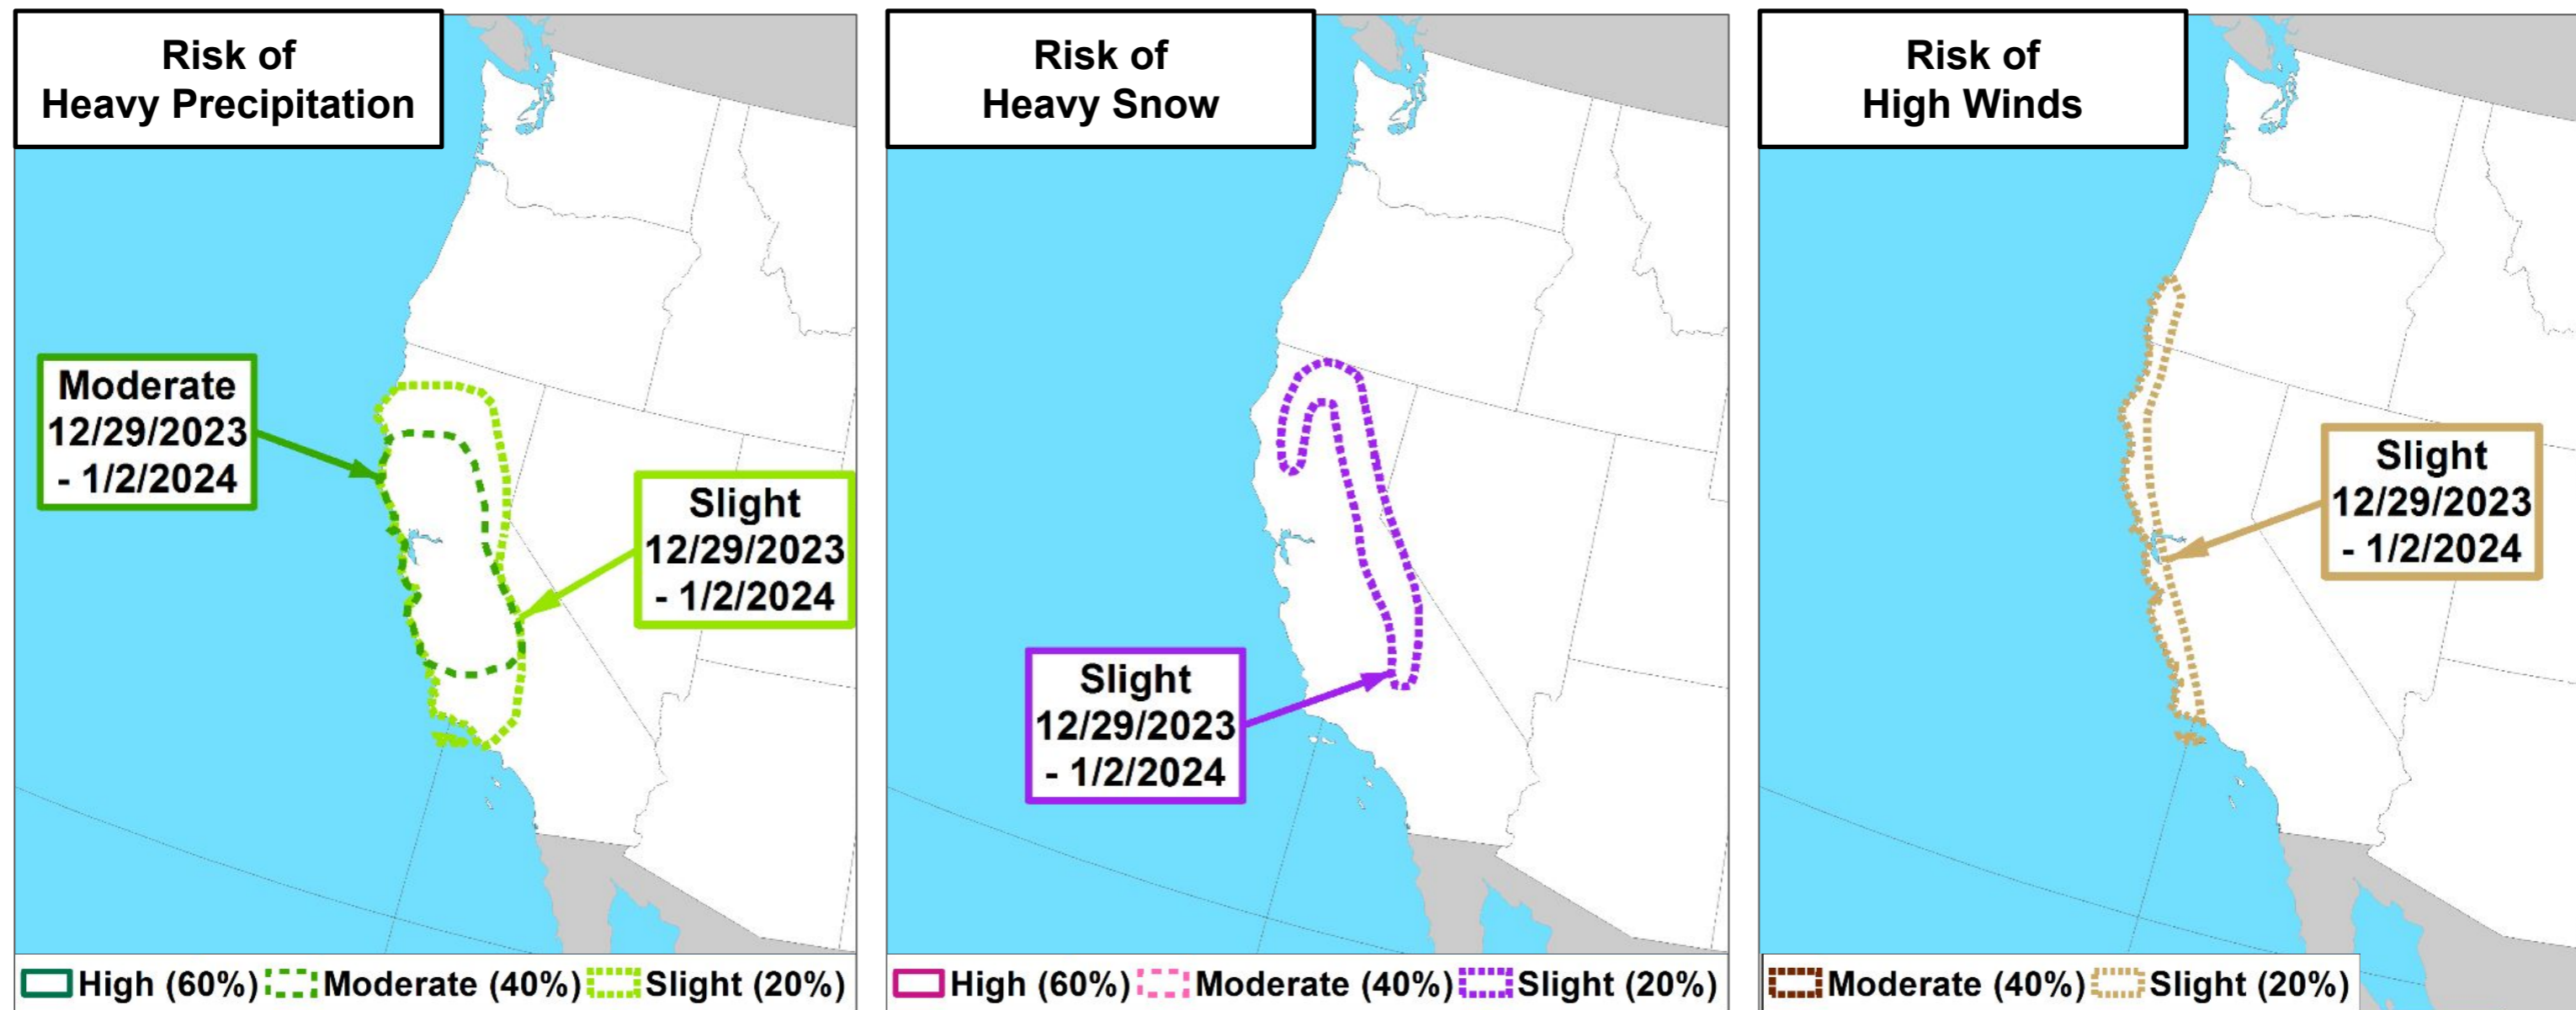 Risk of
Heavy Precipitation
Moderate
12/29/2023
- 1/2/2024
Slight
12/29/2023
- 1/2/2024
High (60%) Moderate (40%) Slight (20%)
Risk of
Heavy Snow
Slight
12/29/2023
- 1/2/2024
High (60%) Moderate (40%) Slight (20%)
Risk of
High Winds
Slight
12/29/2023
- 1/2/2024
Moderate (40%) Slight (20%)